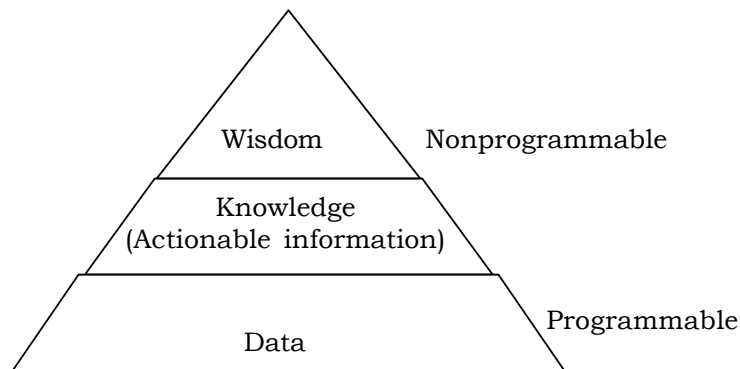 Wisdom
Nonprogrammable
Knowledge
(Actionable information)
Programmable
Data